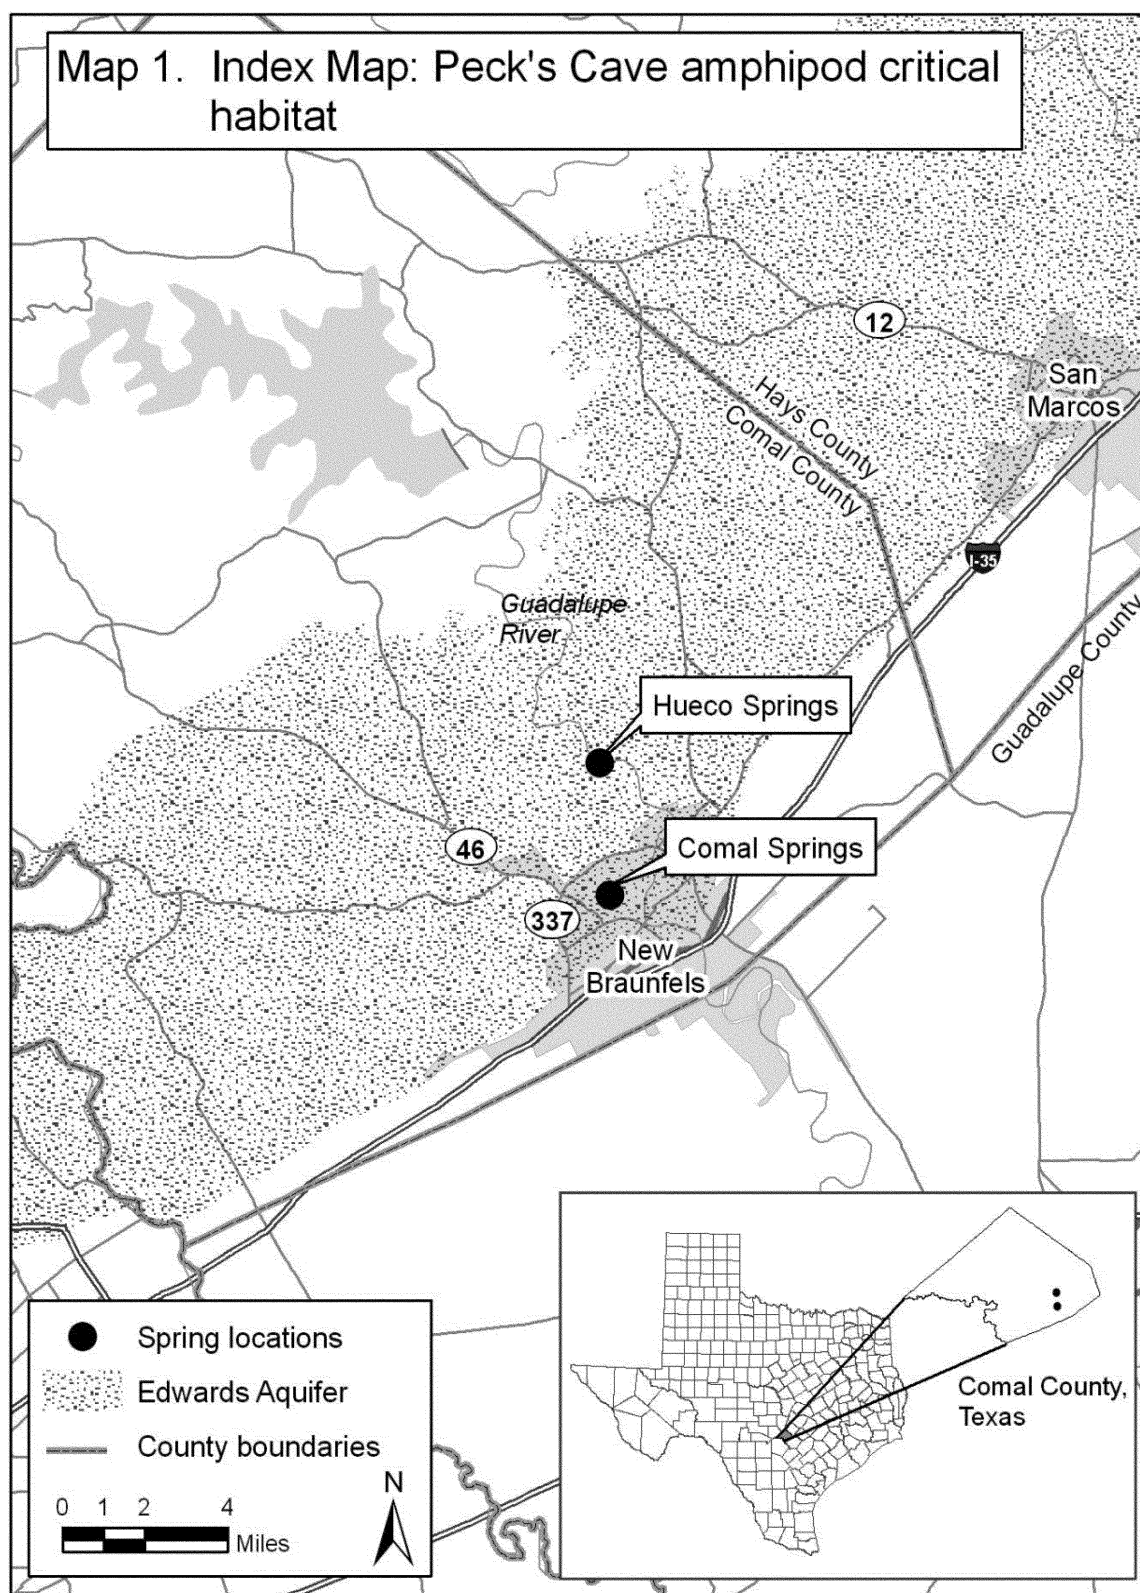 Map 1. Index Map: Peck's Cave amphipod critical
habitat
12
San
Marcos
Hays County
Comal County
I-35
Guadalupe
River
Guadalupe County
Hueco Springs
46
Comal Springs
337
New
Braunfels
Spring locations
Edwards Aquifer
County boundaries
N
0 1 2 4
Miles
Comal County,
Texas